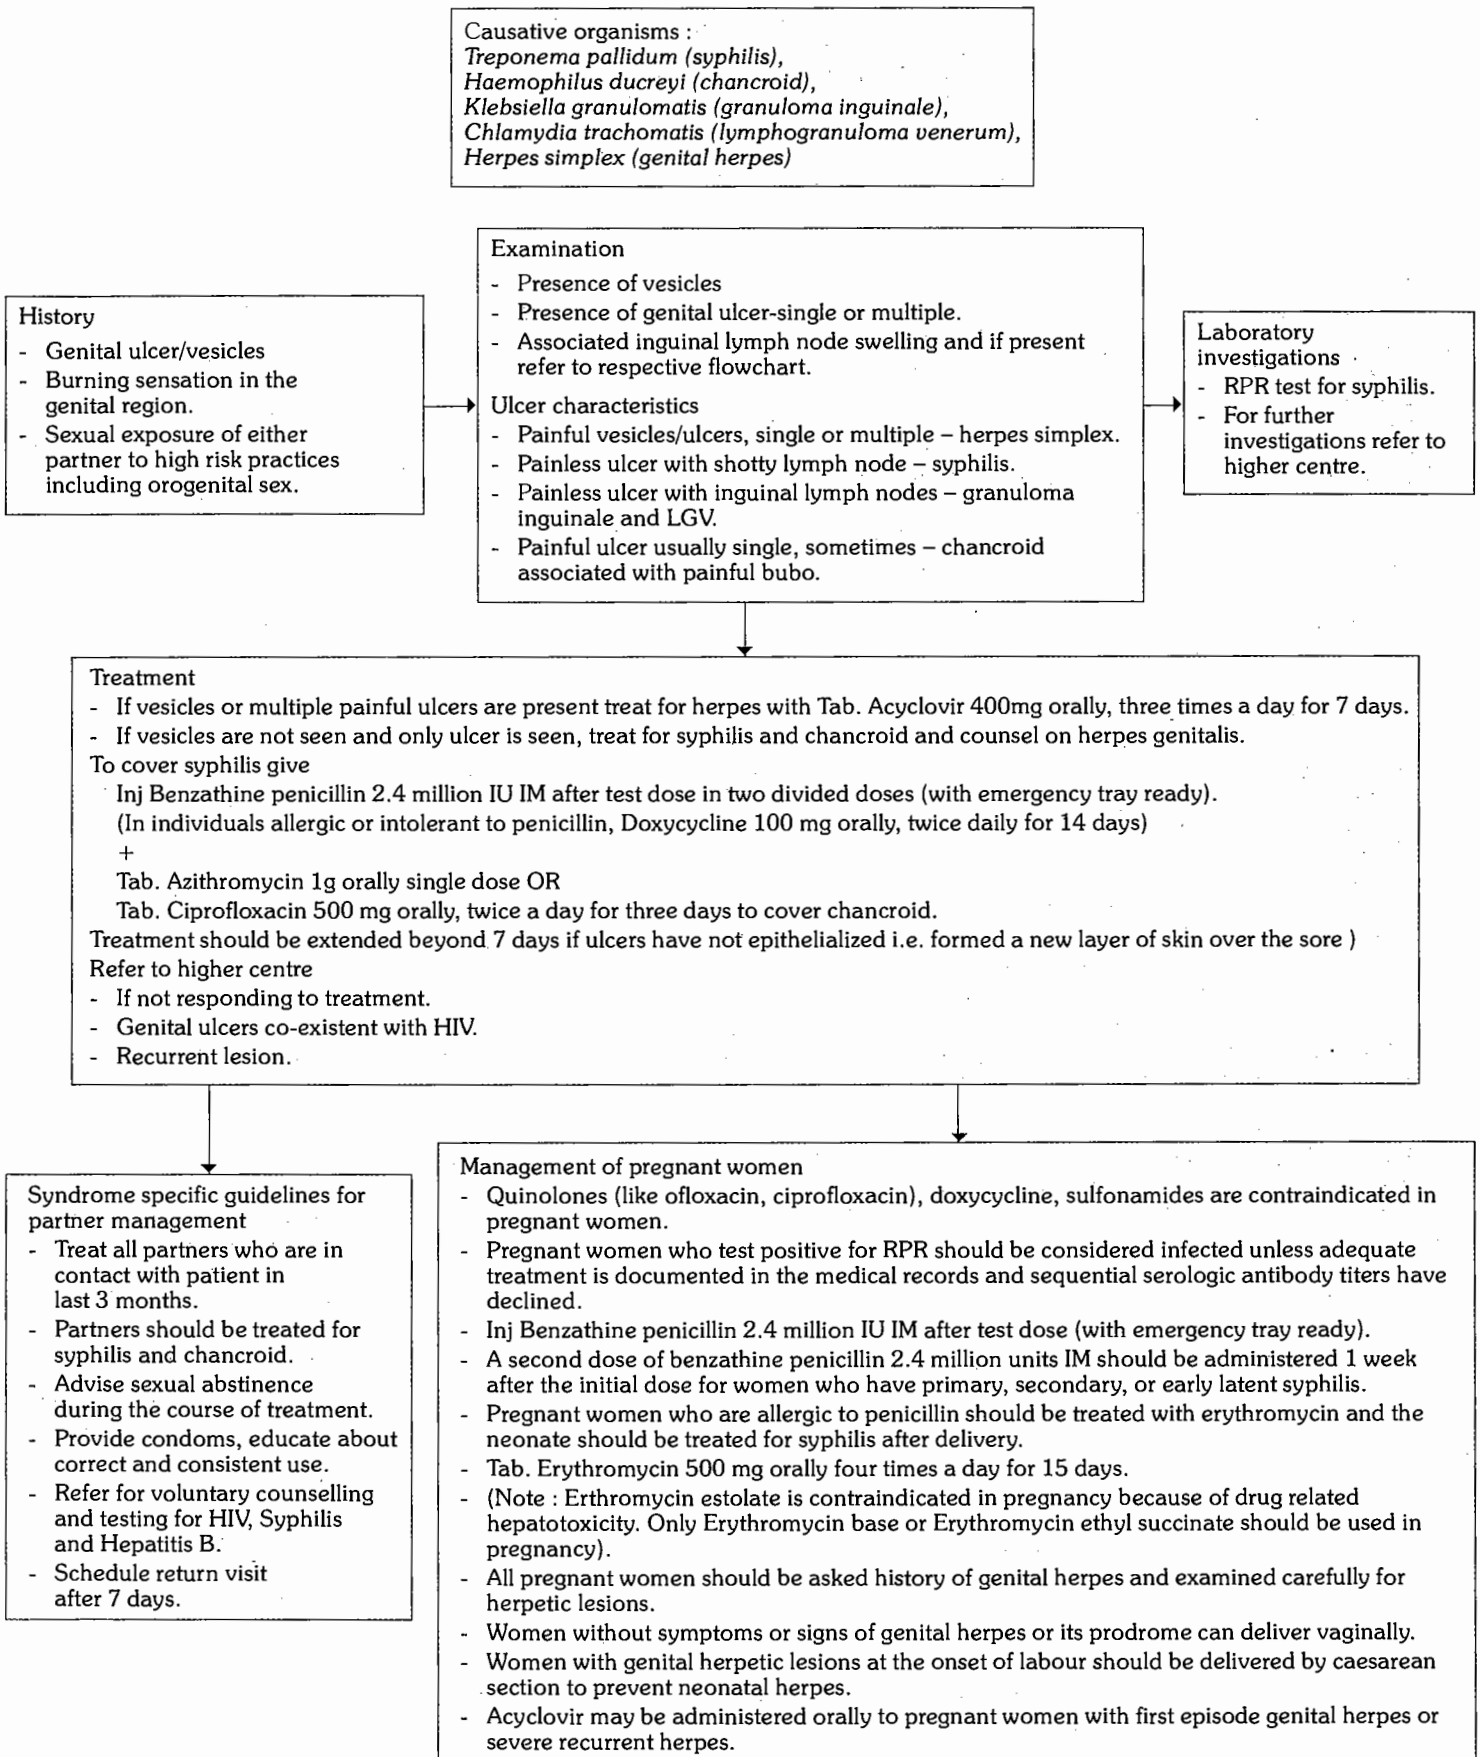 Causative organisms :
Treponema pallidum (syphilis),
Haemophilus ducreyi (chancroid),
Klebsiella granulomatis (granuloma inguinale),
Chlamydia trachomatis (lymphogranuloma venerum),
Herpes simplex (genital herpes)
History
- Genital ulcer/vesicles
- Burning sensation in the
genital region.
- Sexual exposure of either
partner to high risk practices
including orogenital sex.
Examination
- Presence of vesicles
- Presence of genital ulcer-single or multiple.
- Associated inguinal lymph node swelling and if present
refer to respective flowchart.
Ulcer characteristics
- Painful vesicles/ulcers, single or multiple – herpes simplex.
- Painless ulcer with shotty lymph node – syphilis.
- Painless ulcer with inguinal lymph nodes – granuloma
inguinale and LGV.
- Painful ulcer usually single, sometimes – chancroid
associated with painful bubo.
Laboratory
investigations
- RPR test for syphilis.
- For further
investigations refer to
higher centre.
Treatment
- If vesicles or multiple painful ulcers are present treat for herpes with Tab. Acyclovir 400mg orally, three times a day for 7 days.
- If vesicles are not seen and only ulcer is seen, treat for syphilis and chancroid and counsel on herpes genitalis.
To cover syphilis give
Inj Benzathine penicillin 2.4 million IU IM after test dose in two divided doses (with emergency tray ready).
(In individuals allergic or intolerant to penicillin, Doxycycline 100 mg orally, twice daily for 14 days)
+
Tab. Azithromycin 1g orally single dose OR
Tab. Ciprofloxacin 500 mg orally, twice a day for three days to cover chancroid.
Treatment should be extended beyond 7 days if ulcers have not epithelialized i.e. formed a new layer of skin over the sore )
Refer to higher centre
- If not responding to treatment.
- Genital ulcers co-existent with HIV.
- Recurrent lesion.
Syndrome specific guidelines for
partner management
- Treat all partners who are in
contact with patient in
last 3 months.
- Partners should be treated for
syphilis and chancroid.
- Advise sexual abstinence
during the course of treatment.
- Provide condoms, educate about
correct and consistent use.
- Refer for voluntary counselling
and testing for HIV, Syphilis
and Hepatitis B.
- Schedule return visit
after 7 days.
Management of pregnant women
- Quinolones (like ofloxacin, ciprofloxacin), doxycycline, sulfonamides are contraindicated in
pregnant women.
- Pregnant women who test positive for RPR should be considered infected unless adequate
treatment is documented in the medical records and sequential serologic antibody titers have
declined.
- Inj Benzathine penicillin 2.4 million IU IM after test dose (with emergency tray ready).
- A second dose of benzathine penicillin 2.4 million units IM should be administered 1 week
after the initial dose for women who have primary, secondary, or early latent syphilis.
- Pregnant women who are allergic to penicillin should be treated with erythromycin and the
neonate should be treated for syphilis after delivery.
- Tab. Erythromycin 500 mg orally four times a day for 15 days.
- (Note : Erthromycin estolate is contraindicated in pregnancy because of drug related
hepatotoxicity. Only Erythromycin base or Erythromycin ethyl succinate should be used in
pregnancy).
- All pregnant women should be asked history of genital herpes and examined carefully for
herpetic lesions.
- Women without symptoms or signs of genital herpes or its prodrome can deliver vaginally.
- Women with genital herpetic lesions at the onset of labour should be delivered by caesarean
section to prevent neonatal herpes.
- Acyclovir may be administered orally to pregnant women with first episode genital herpes or
severe recurrent herpes.